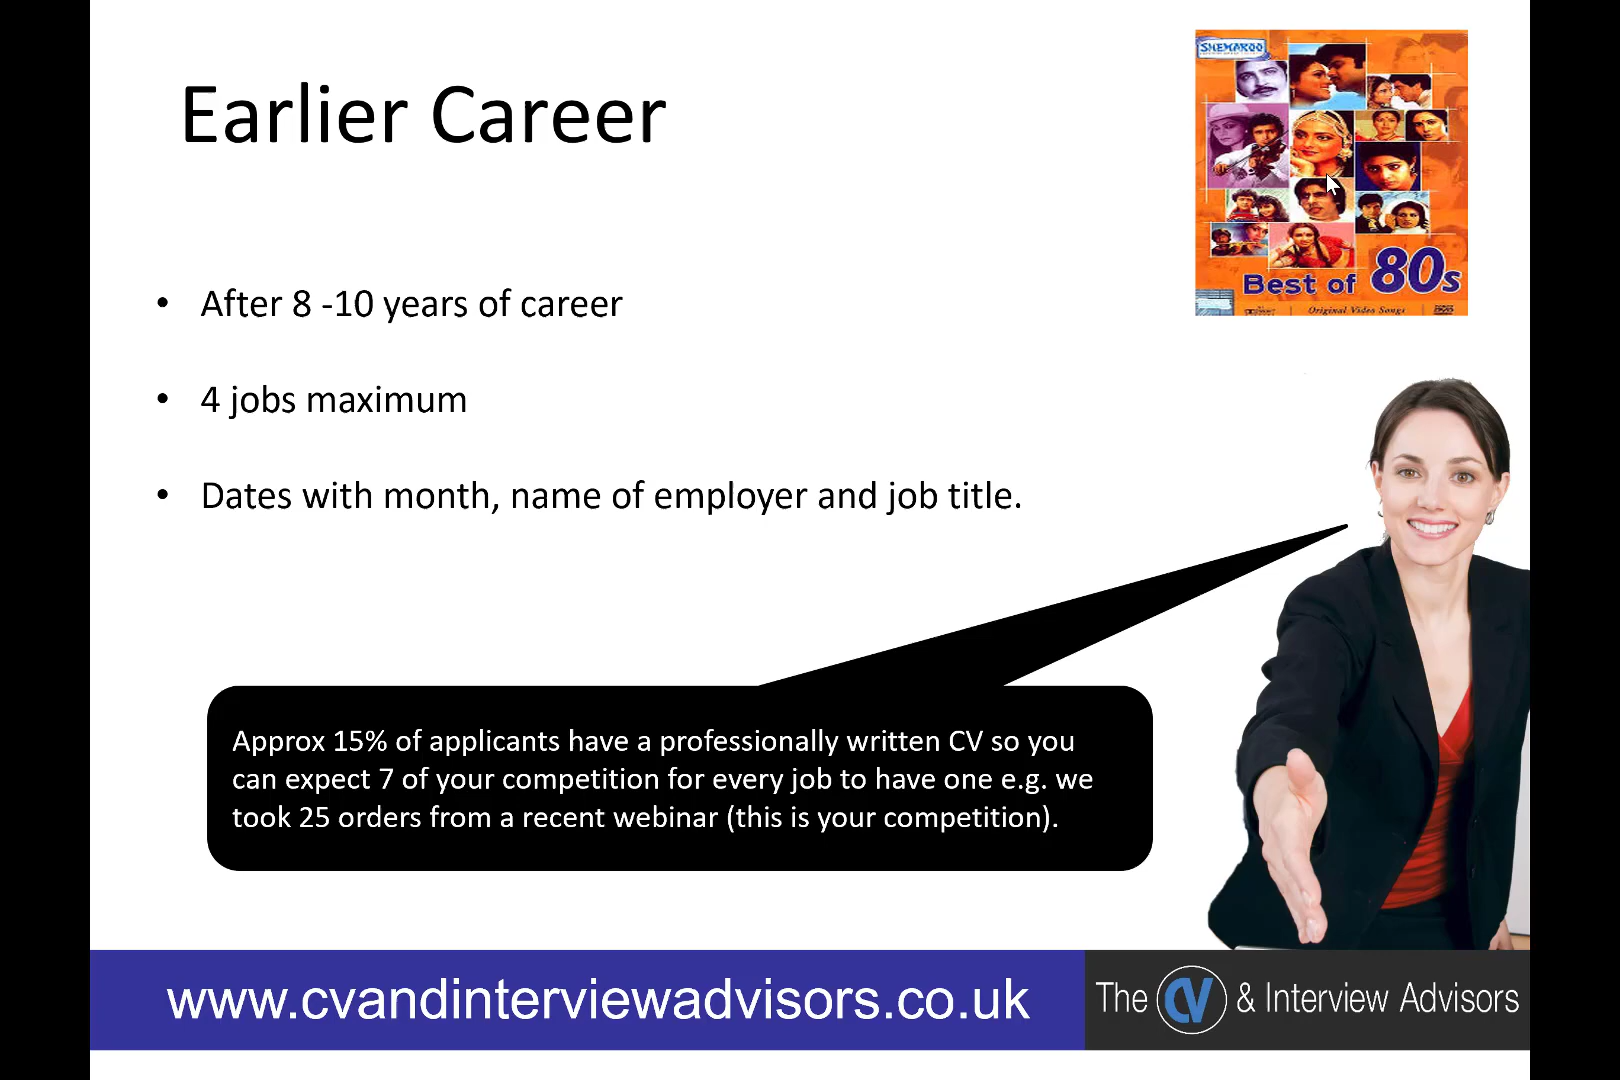 Earlier Career
SHEMAROO
Best of 80s
Original Video Songs
• After 8 -10 years of career
• 4 jobs maximum
• Dates with month, name of employer and job title.
Approx 15% of applicants have a professionally written CV so you
can expect 7 of your competition for every job to have one e.g. we
took 25 orders from a recent webinar (this is your competition).
www.cvandinterviewadvisors.co.uk
The CV & Interview Advisors